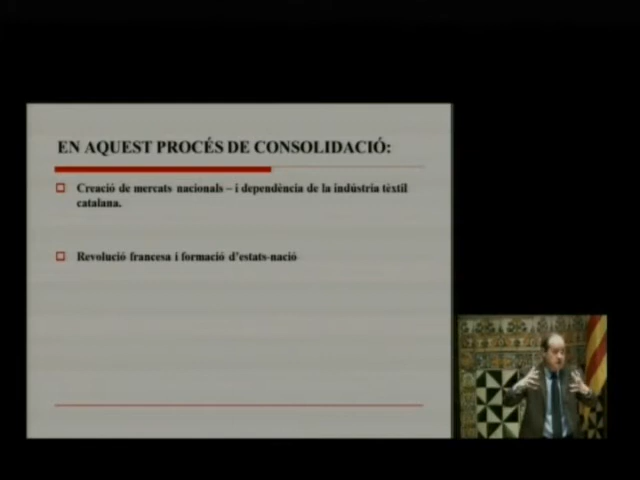 EN AQUEST PROCÉS DE CONSOLIDACIÓ:
Creació de mercats nacionals – i dependència de la indústria tèxtil
catalana.
Revolució francesa i formació d'estats-nació